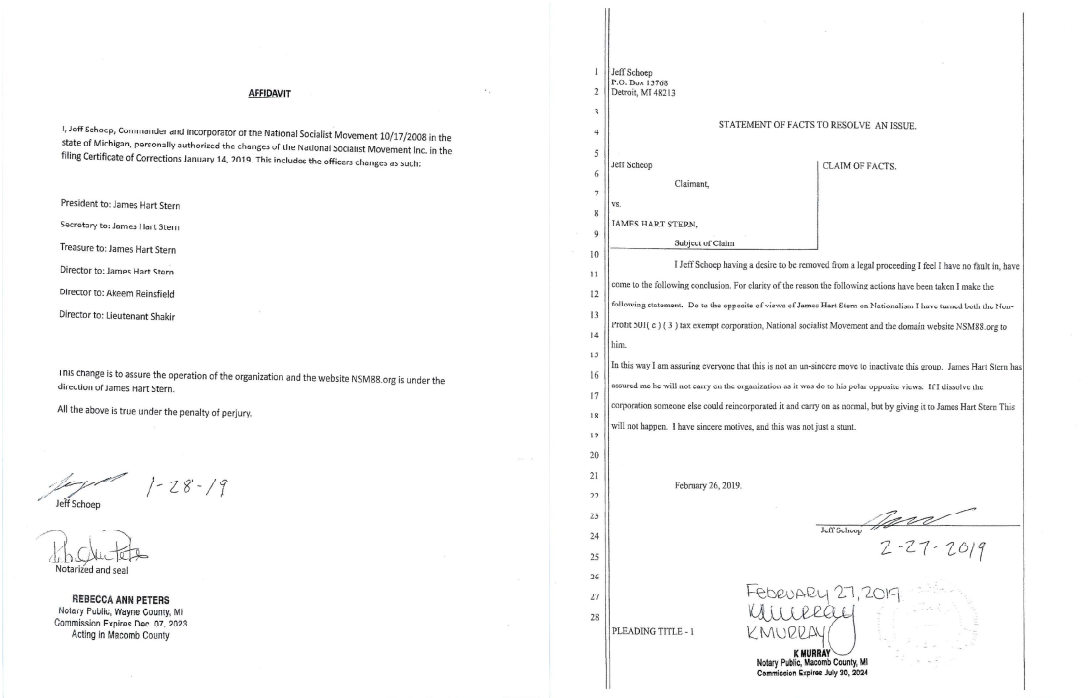 AFFIDAVIT
I, Jeff Schoep, Commander and Incorporator of the National Socialist Movement 10/17/2008 in the
state of Michigan, personally authorized the changes of the National Socialist Movement Inc. in the
filing Certificate of Corrections January 14, 2019. This includes the officers changes as such:
President to: James Hart Stern
Secretary to: James Hart Stern
Treasure to: James Hart Stern
Director to: James Hart Stern
Director to: Akeem Reinsfield
Director to: Lieutenant Shakir
This change is to assure the operation of the organization and the website NSM88.org is under the
direction of James Hart Stern.
All the above is true under the penalty of perjury.
1-28-19
Jeff Schoep
Notarized and seal
REBECCA ANN PETERS
Notary Public, Wayne County, MI
Commission Expires Dec. 07, 2023
Acting in Macomb County
1 Jeff Schoep
P.O. Box 13768
2 Detroit, MI 48213
3
STATEMENT OF FACTS TO RESOLVE AN ISSUE.
4
5
Jeff Scheop CLAIM OF FACTS.
6
Claimant,
7
vs.
8
JAMES HART STERN,
9
Subject of Claim
10
I Jeff Schoep having a desire to be removed from a legal proceeding I feel I have no fault in, have
11
come to the following conclusion. For clarity of the reason the following actions have been taken I make the
12
following statement. Do to the opposite of views of James Hart Stern on Nationalism I have turned both the Non-
13
Profit 501( c ) ( 3 ) tax exempt corporation, National socialist Movement and the domain website NSM88.org to
14
him.
15
In this way I am assuring everyone that this is not an un-sincere move to inactivate this group. James Hart Stern has
16
assured me he will not carry on the organization as it was do to his polar opposite views. If I dissolve the
17
corporation someone else could reincorporated it and carry on as normal, but by giving it to James Hart Stern This
18
will not happen. I have sincere motives, and this was not just a stunt.
19
20
21
February 26, 2019.
22
23
Jeff Schoep
24
2-27-2019
25
26
February 27, 2019
27
KMurray
28
K MURRAY
PLEADING TITLE - 1
K MURRAY
Notary Public, Macomb County, MI
Commission Expires July 30, 2024